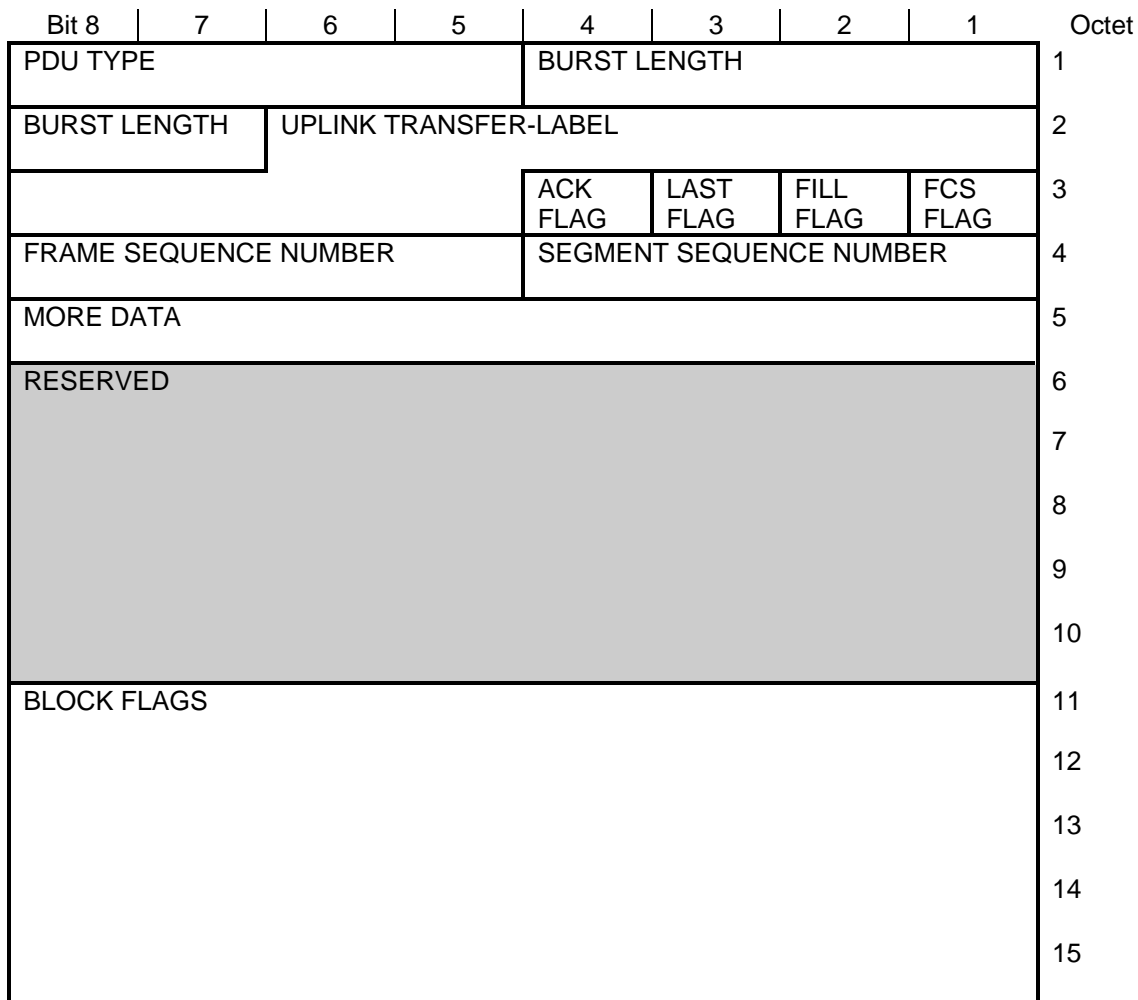 Bit 8 7 6 5 4 3 2 1 Octet
PDU TYPE BURST LENGTH 1
BURST LENGTH UPLINK TRANSFER-LABEL 2
ACK LAST FILL FCS 3
FLAG FLAG FLAG FLAG
FRAME SEQUENCE NUMBER SEGMENT SEQUENCE NUMBER 4
MORE DATA 5
RESERVED 6
7
8
9
10
BLOCK FLAGS 11
12
13
14
15